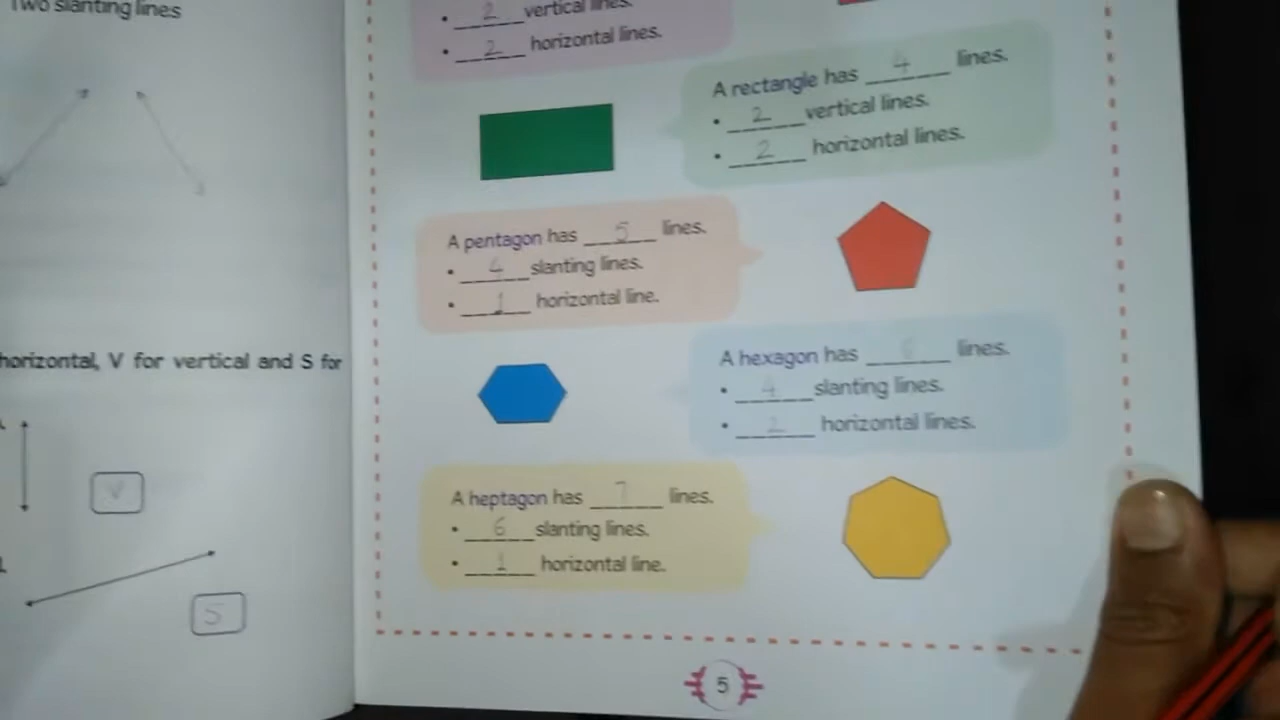 Two slanting lines
horizontal, V for vertical and S for
V
S
• 2 vertical lines.
• 2 horizontal lines.
A rectangle has 4 lines.
• 2 vertical lines.
• 2 horizontal lines.
A pentagon has 5 lines.
• 4 slanting lines.
• 1 horizontal line.
A hexagon has 6 lines.
• 4 slanting lines.
• 2 horizontal lines.
A heptagon has 7 lines.
• 6 slanting lines.
• 1 horizontal line.
5